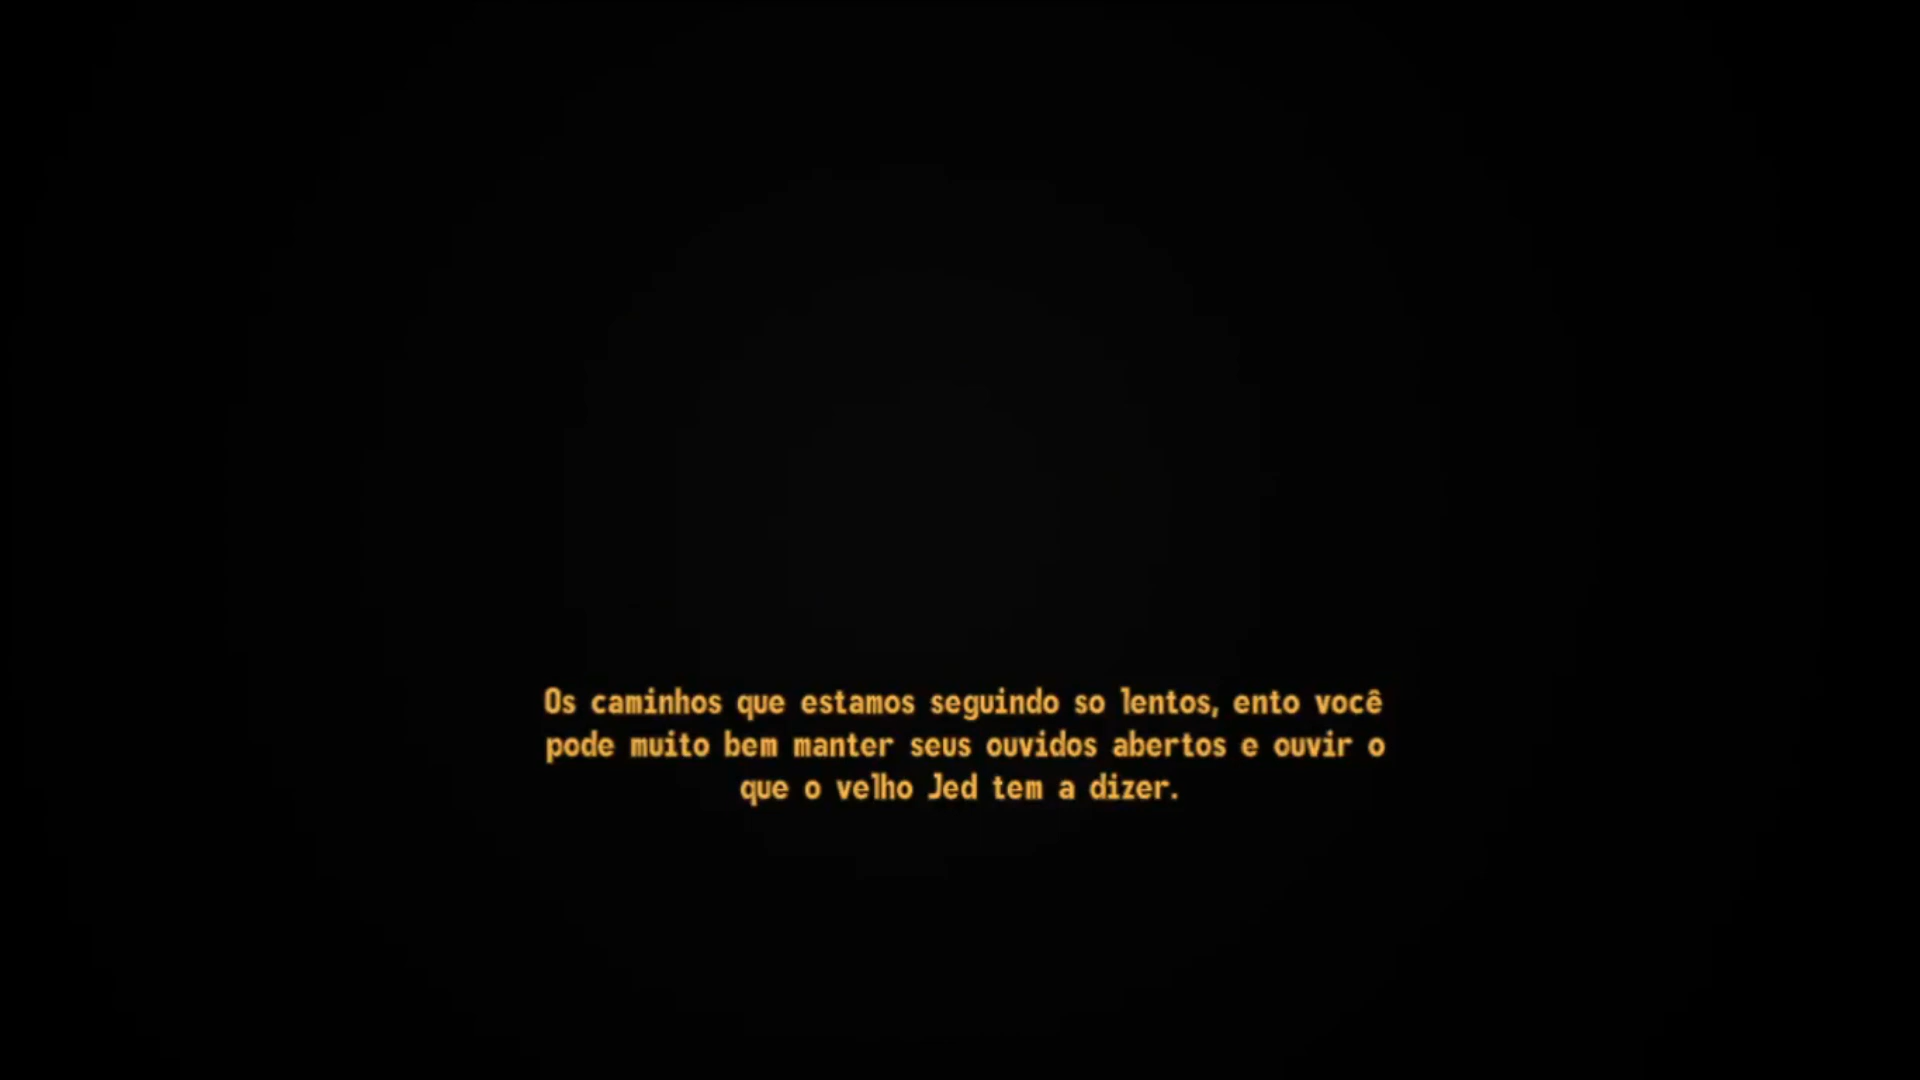 Os caminhos que estamos seguindo so lentos, ento você
pode muito bem manter seus ouvidos abertos e ouvir o
que o velho Jed tem a dizer.